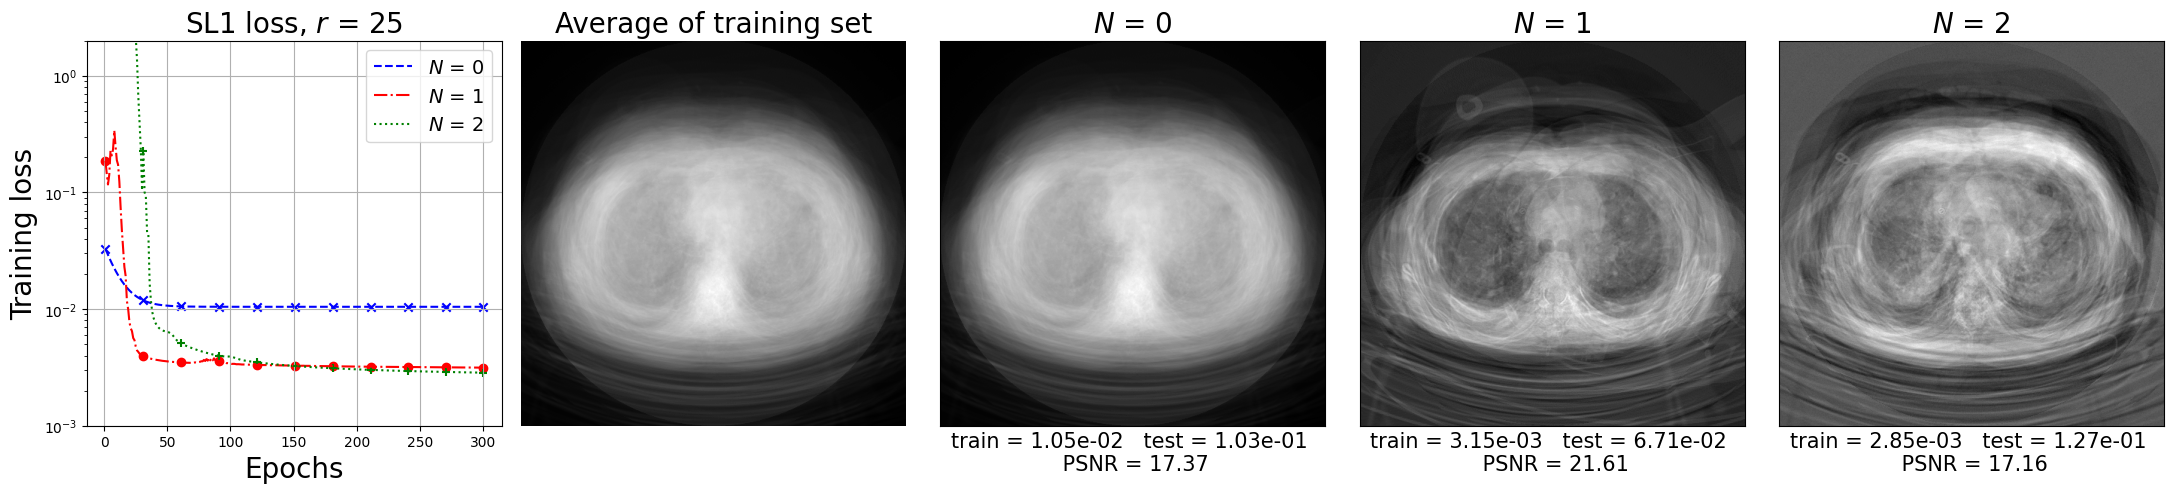 SL1 loss, r = 25
Average of training set
N = 0
N = 1
N = 2
Training loss
10⁰
10⁻¹
10⁻²
10⁻³
N = 0
N = 1
N = 2
0 50 100 150 200 250 300
Epochs
train = 1.05e-02 test = 1.03e-01
PSNR = 17.37
train = 3.15e-03 test = 6.71e-02
PSNR = 21.61
train = 2.85e-03 test = 1.27e-01
PSNR = 17.16